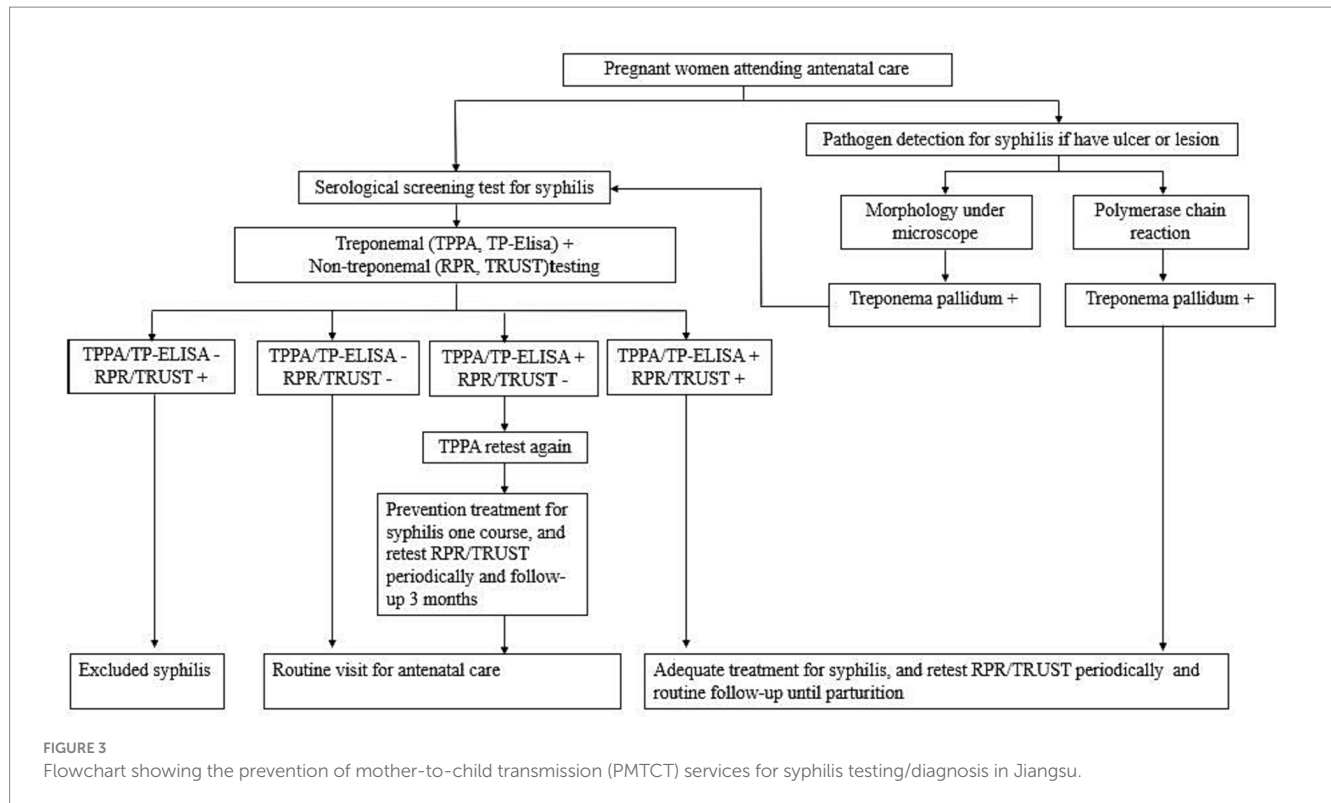 Pregnant women attending antenatal care
Pathogen detection for syphilis if have ulcer or lesion
Serological screening test for syphilis
Morphology under
microscope
Polymerase chain
reaction
Treponemal (TPPA, TP-Elisa) +
Non-treponemal (RPR, TRUST)testing
Treponema pallidum +
Treponema pallidum +
TPPA/TP-ELISA -
RPR/TRUST +
TPPA/TP-ELISA -
RPR/TRUST -
TPPA/TP-ELISA +
RPR/TRUST -
TPPA/TP-ELISA +
RPR/TRUST +
TPPA retest again
Prevention treatment for
syphilis one course, and
retest RPR/TRUST
periodically and follow-
up 3 months
Excluded syphilis
Routine visit for antenatal care
Adequate treatment for syphilis, and retest RPR/TRUST periodically and
routine follow-up until parturition
FIGURE 3
Flowchart showing the prevention of mother-to-child transmission (PMTCT) services for syphilis testing/diagnosis in Jiangsu.